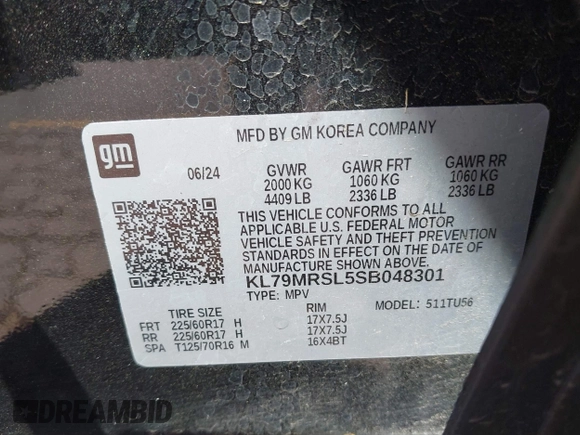 gm
MFD BY GM KOREA COMPANY
06/24 GVWR GAWR FRT GAWR RR
2000 KG 1060 KG 1060 KG
4409 LB 2336 LB 2336 LB
THIS VEHICLE CONFORMS TO ALL
APPLICABLE U.S. FEDERAL MOTOR
VEHICLE SAFETY AND THEFT PREVENTION
STANDARDS IN EFFECT ON THE DATE OF
MANUFACTURE SHOWN ABOVE.
KL79MRSL5SB048301
TYPE: MPV MODEL: 511TU56
TIRE SIZE RIM
FRT 225/60R17 H 17X7.5J
RR 225/60R17 H 17X7.5J
SPA T125/70R16 M 16X4BT
DREAMBID